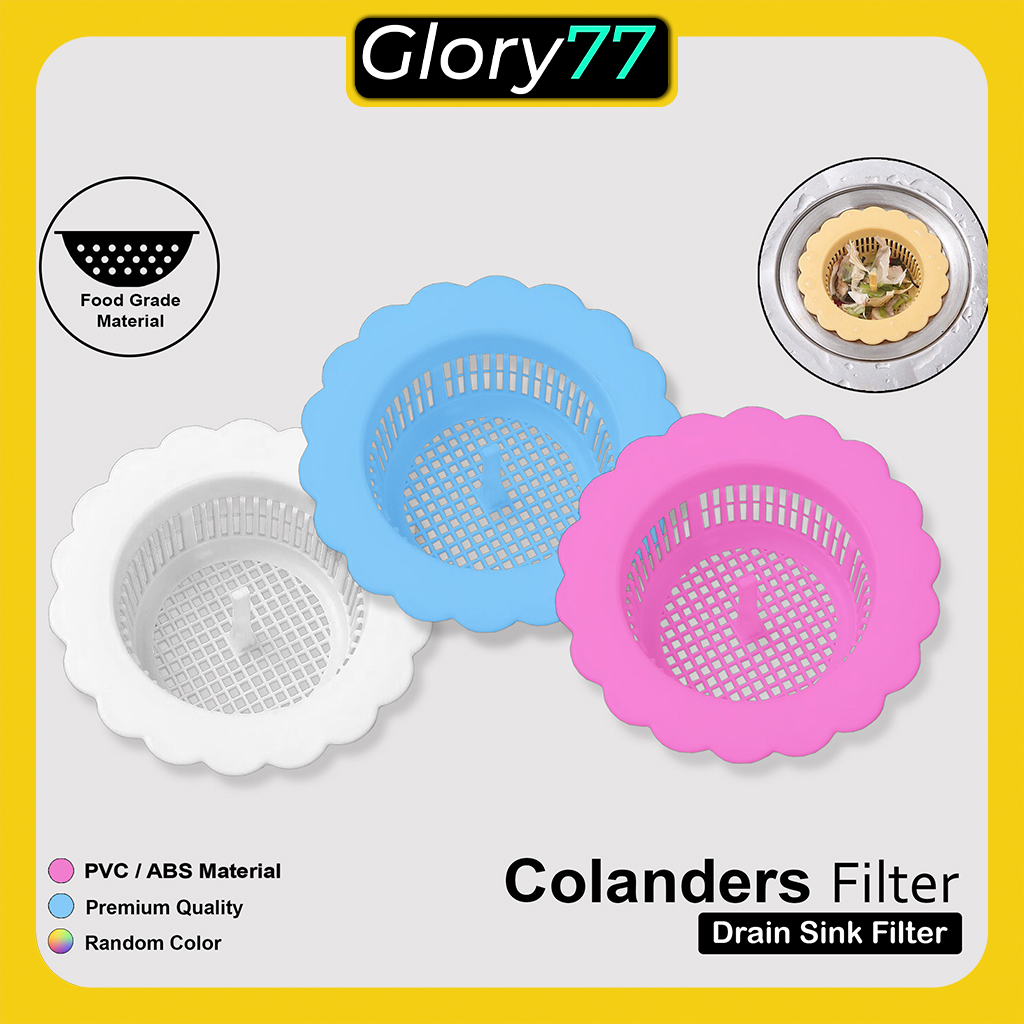 Glory77
Food Grade
Material
PVC / ABS Material
Premium Quality
Random Color
Colanders Filter
Drain Sink Filter